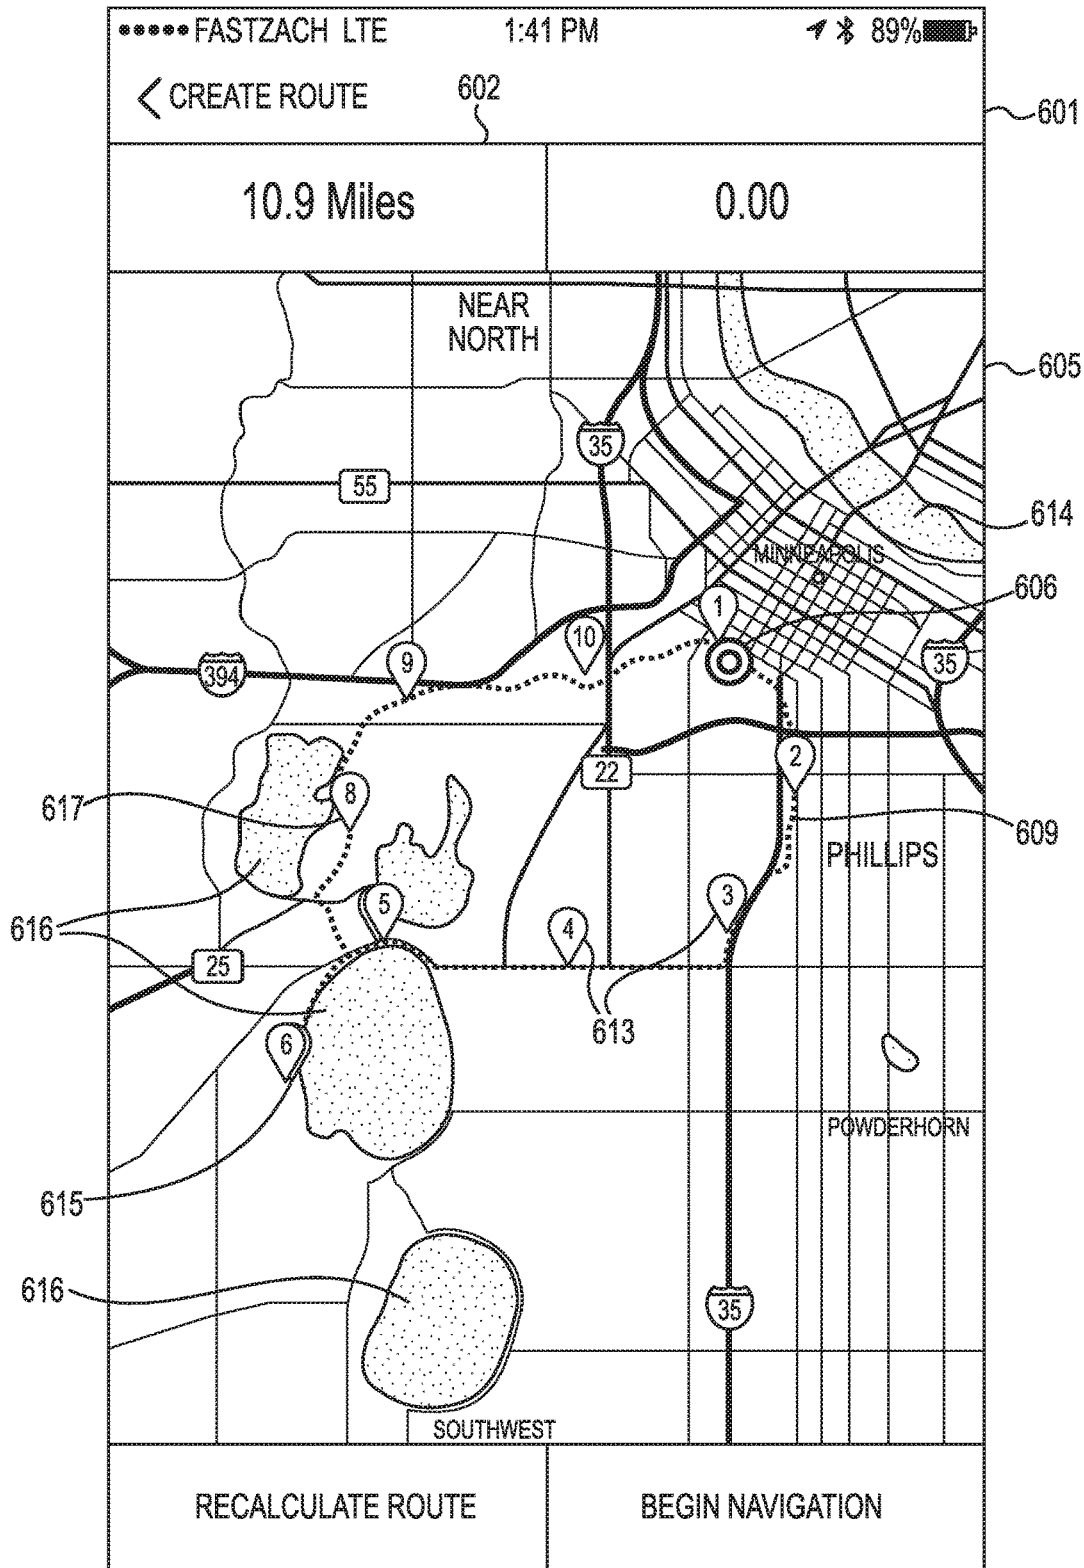 ●●●●● FASTZACH LTE 1:41 PM 89%
< CREATE ROUTE
602
601
10.9 Miles 0.00
NEAR
NORTH
605
35
55
614
MINNEAPOLIS
606
1
10
9
35
394
2
22
8
617
609
PHILLIPS
3
5
4
616
25
613
6
POWDERHORN
615
616
35
SOUTHWEST
RECALCULATE ROUTE BEGIN NAVIGATION